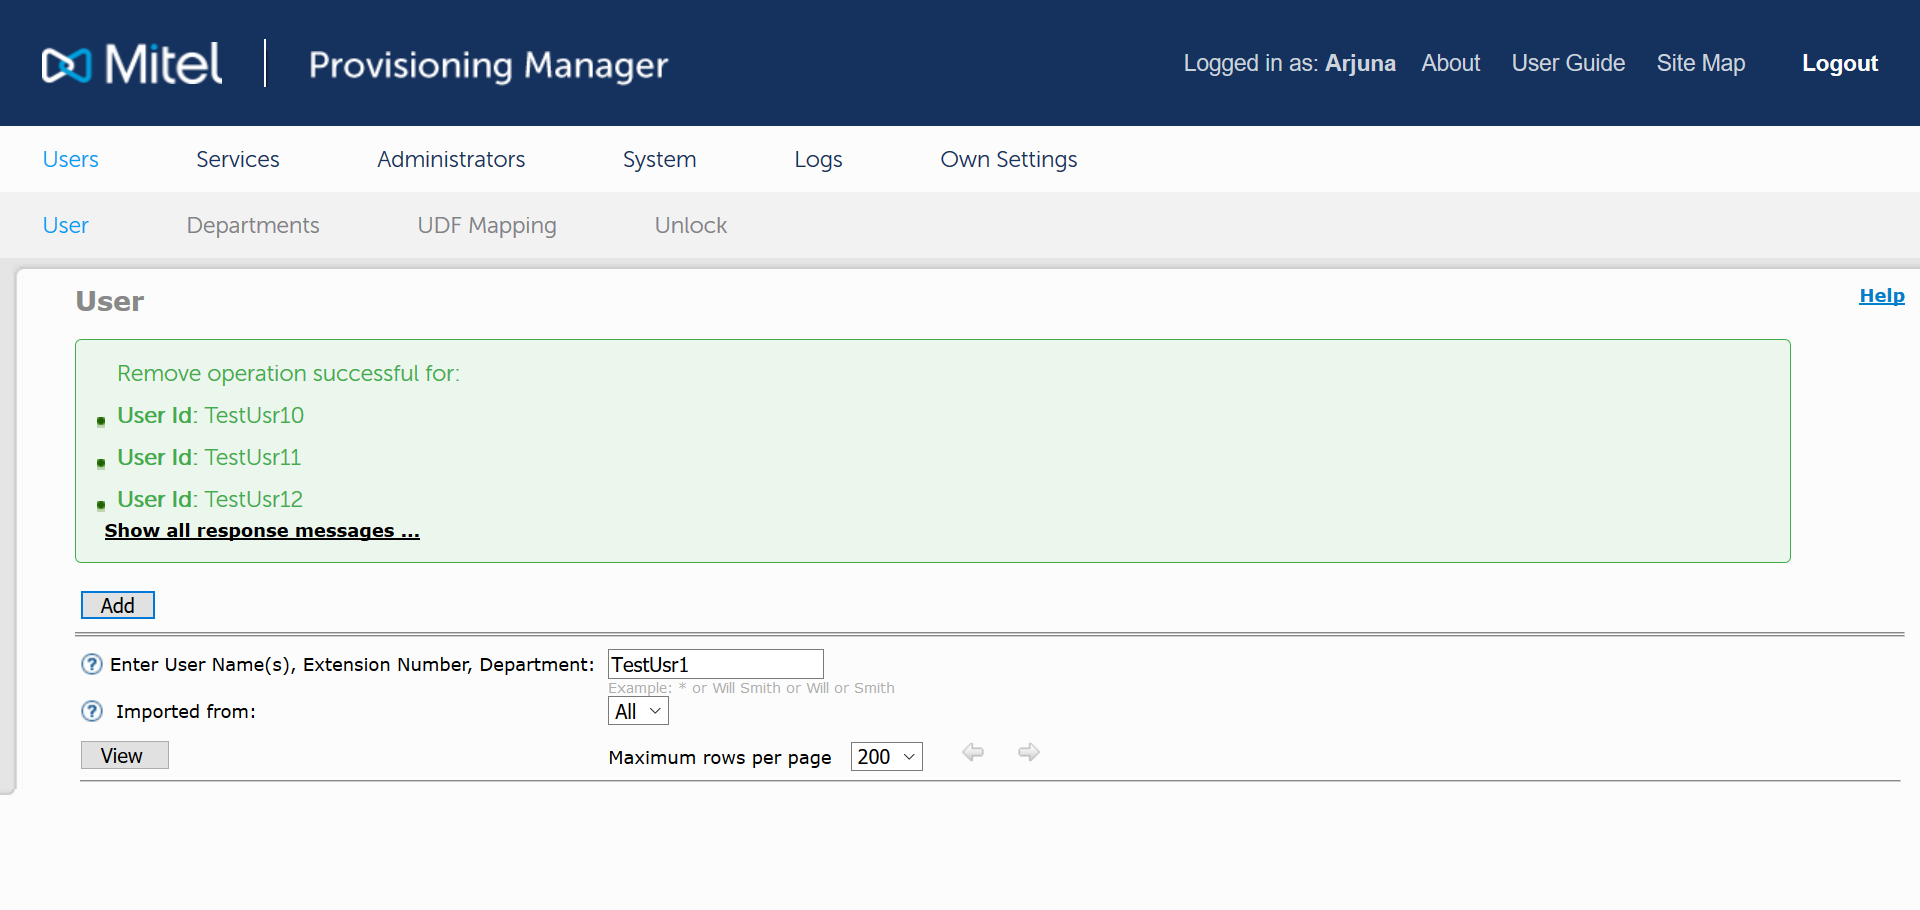 Mitel | Provisioning Manager
Logged in as: Arjuna About User Guide Site Map Logout
Users Services Administrators System Logs Own Settings
User Departments UDF Mapping Unlock
User Help
Remove operation successful for:
User Id: TestUsr10
User Id: TestUsr11
User Id: TestUsr12
Show all response messages ...
Add
? Enter User Name(s), Extension Number, Department: TestUsr1
Example: * or Will Smith or Will or Smith
? Imported from: All
View Maximum rows per page 200